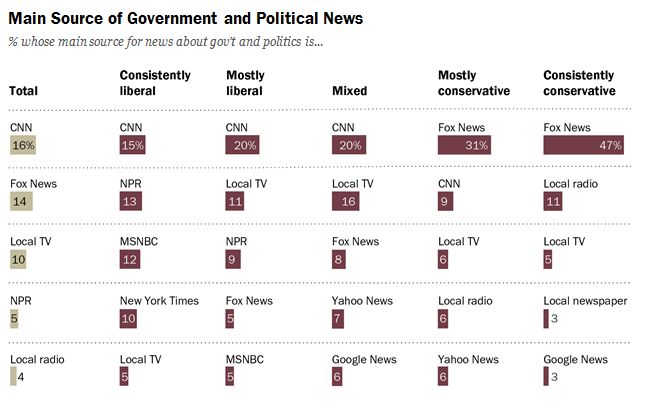 Main Source of Government and Political News
% whose main source for news about gov't and politics is...
Total Consistently liberal Mostly liberal Mixed Mostly conservative Consistently conservative
CNN CNN CNN CNN Fox News Fox News
16% 15% 20% 20% 31% 47%
Fox News NPR Local TV Local TV CNN Local radio
14 13 11 16 9 11
Local TV MSNBC NPR Fox News Local TV Local TV
10 12 9 8 6 5
NPR New York Times Fox News Yahoo News Local radio Local newspaper
5 10 5 7 6 3
Local radio Local TV MSNBC Google News Yahoo News Google News
4 5 5 6 6 3